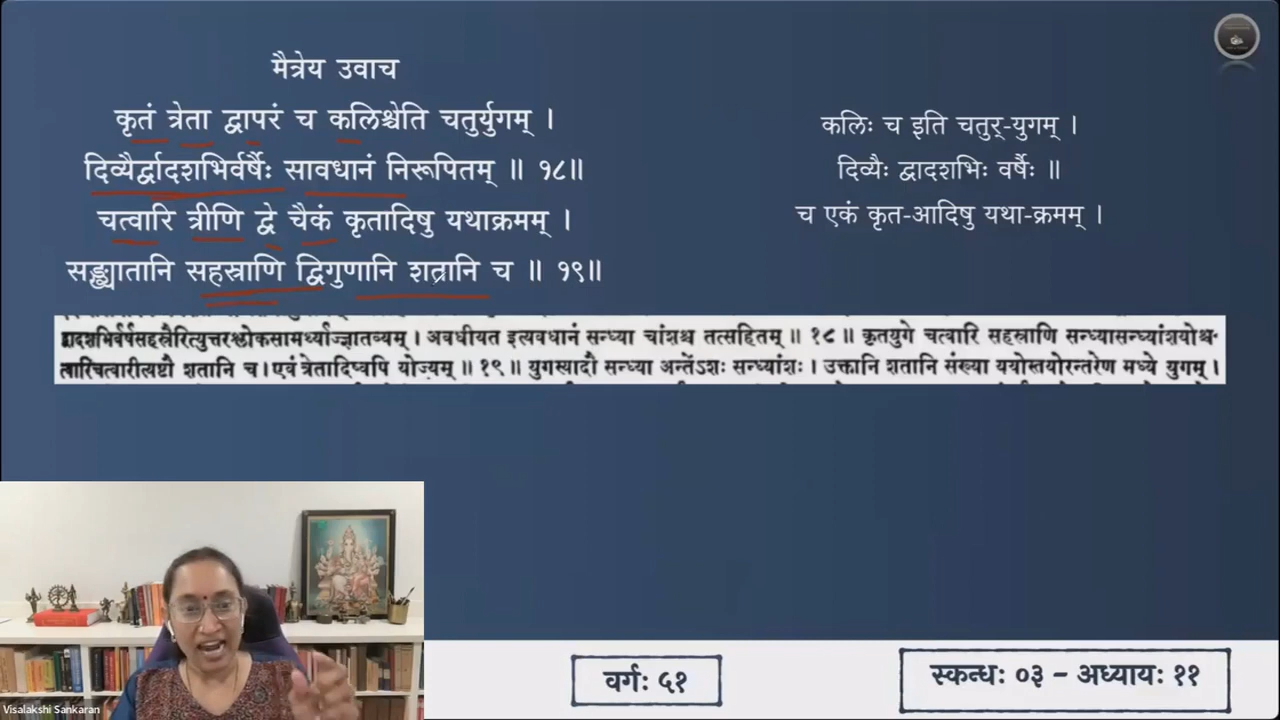 मैत्रेय उवाच
कृतं त्रेता द्वापरं च कलिश्चेति चतुर्युगम् ।
दिव्यैर्द्वादशभिर्वर्षैः सावधानं निरूपितम् ॥ १८॥
चत्वारि त्रीणि द्वे चैकं कृतादिषु यथाक्रमम् ।
सङ्ख्यातानि सहस्राणि द्विगुणानि शतानि च ॥ १९॥
कलिः च इति चतुर्-युगम् ।
दिव्यैः द्वादशभिः वर्षैः ॥
च एकं कृत-आदिषु यथा-क्रमम् ।
द्वादशभिर्वर्षसहस्रैरित्युत्तरश्लोकसामर्थ्याज्ज्ञातव्यम् । अवधीयत इत्यवधानं सन्ध्या चांशश्च तत्सहितम् ॥ १८ ॥ कृतयुगे चत्वारि सहस्राणि सन्ध्यासन्ध्यांशयोश्च-
त्वारिचत्वारीत्यष्टौ शतानि च । एवं त्रेतादिष्वपि योज्यम् ॥ १९ ॥ युगस्यादौ सन्ध्या अन्तेंऽशः सन्ध्यांशः । उक्तानि शतानि संख्या ययोस्तयोरन्तरेण मध्ये युगम् ।
Visalakshi Sankaran
वर्गः ५१
स्कन्धः ०३ – अध्यायः ११